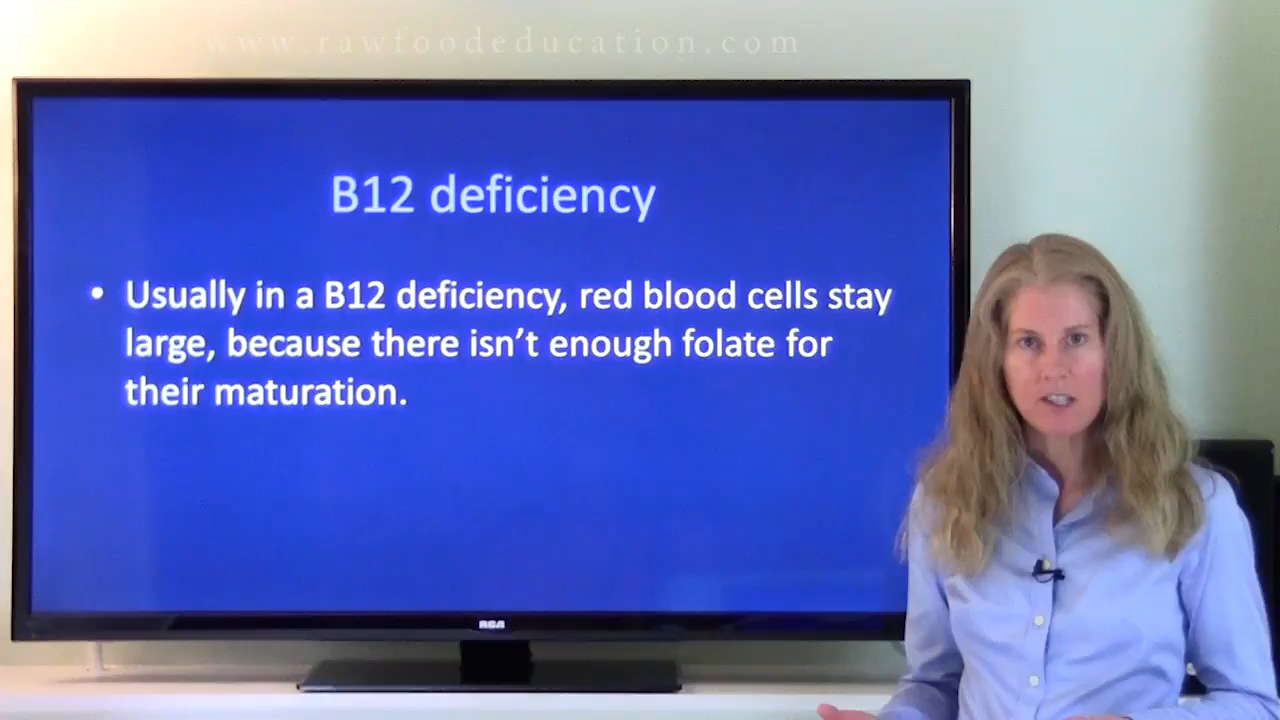 www.rawfoodeducation.com
B12 deficiency
• Usually in a B12 deficiency, red blood cells stay
large, because there isn't enough folate for
their maturation.
RCA